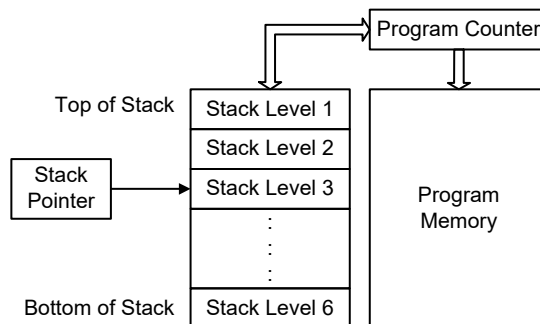 Program Counter
Top of Stack
Stack Level 1
Stack Level 2
Stack
Pointer
Stack Level 3
Program
Memory
:
:
:
Bottom of Stack
Stack Level 6